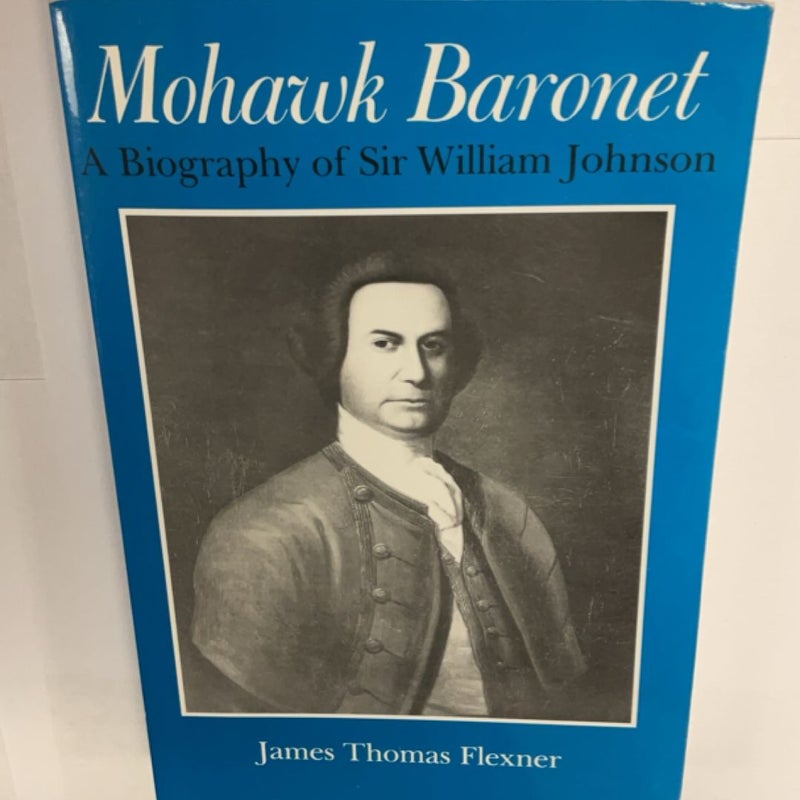 Mohawk Baronet
A Biography of Sir William Johnson
James Thomas Flexner